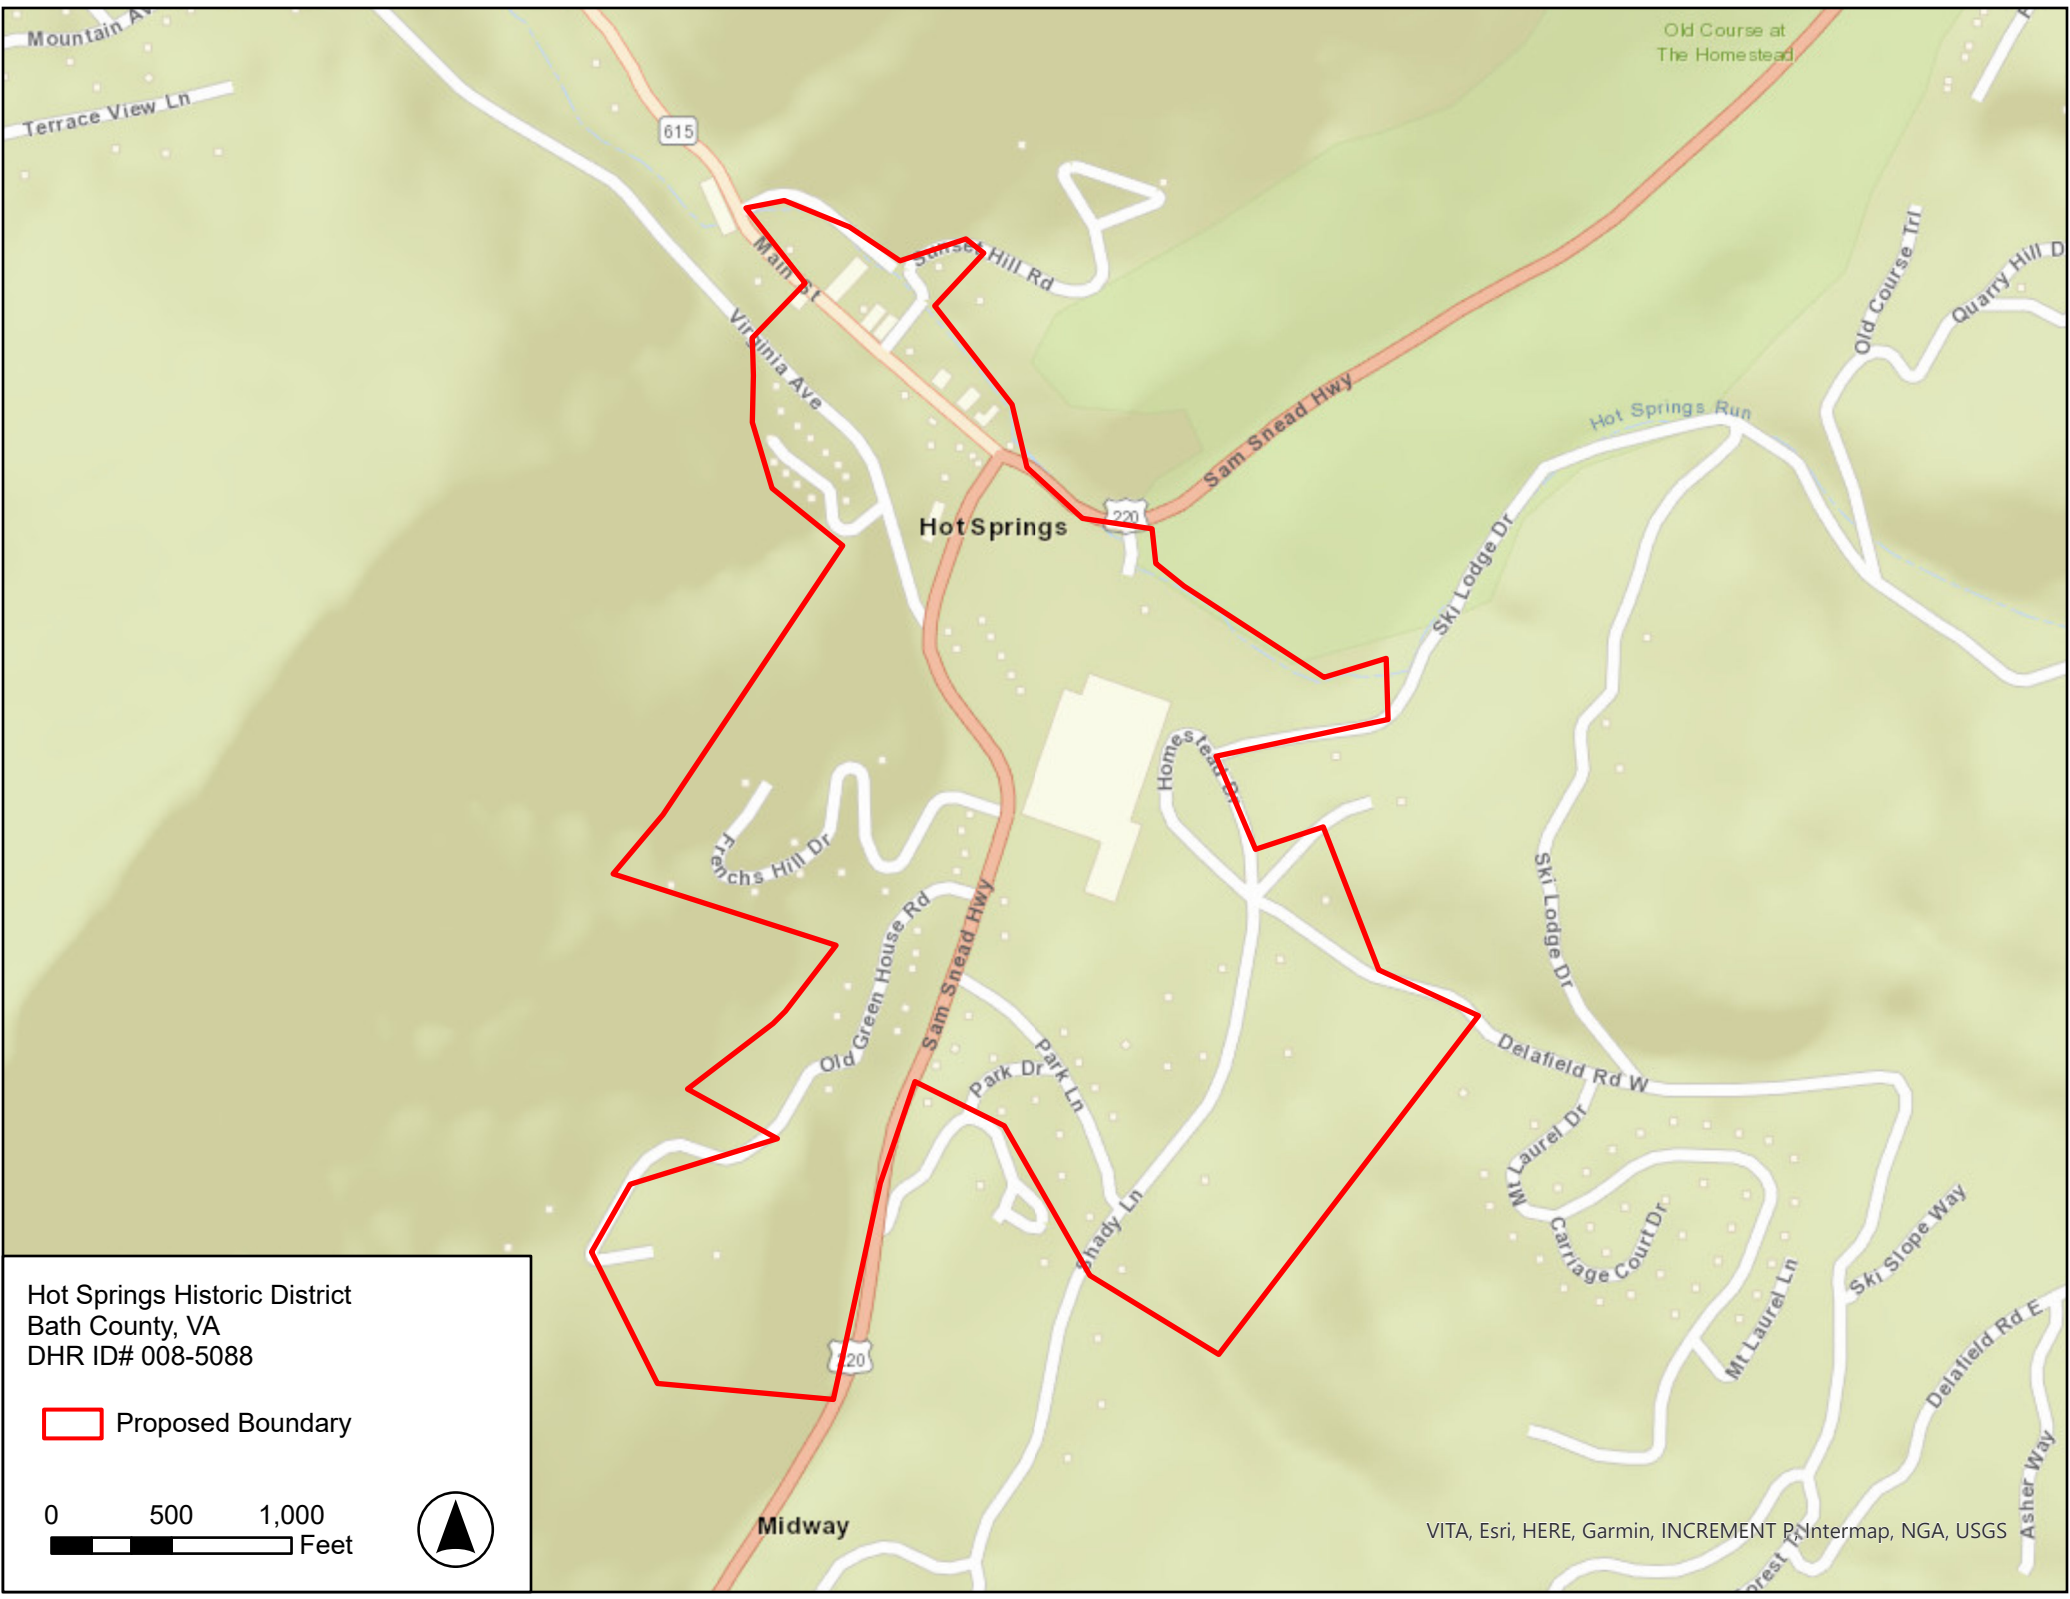 Mountain Av
Terrace View Ln
615
Old Course at
The Homestead
Main St
Sunset Hill Rd
Virginia Ave
Sam Snead Hwy
Old Course Trl
Quarry Hill D
Hot Springs Run
220
Hot Springs
Ski Lodge Dr
Homestead Dr
Frenchs Hill Dr
Old Green House Rd
Sam Snead Hwy
Ski Lodge Dr
Park Dr
Park Ln
Delafield Rd W
Mt Laurel Dr
Shady Ln
Carriage Court Dr
Ski Slope Way
Mt Laurel Ln
Delafield Rd E
220
Asher Way
Midway
orest Trl
Hot Springs Historic District
Bath County, VA
DHR ID# 008-5088
Proposed Boundary
0 500 1,000
Feet
VITA, Esri, HERE, Garmin, INCREMENT P, Intermap, NGA, USGS